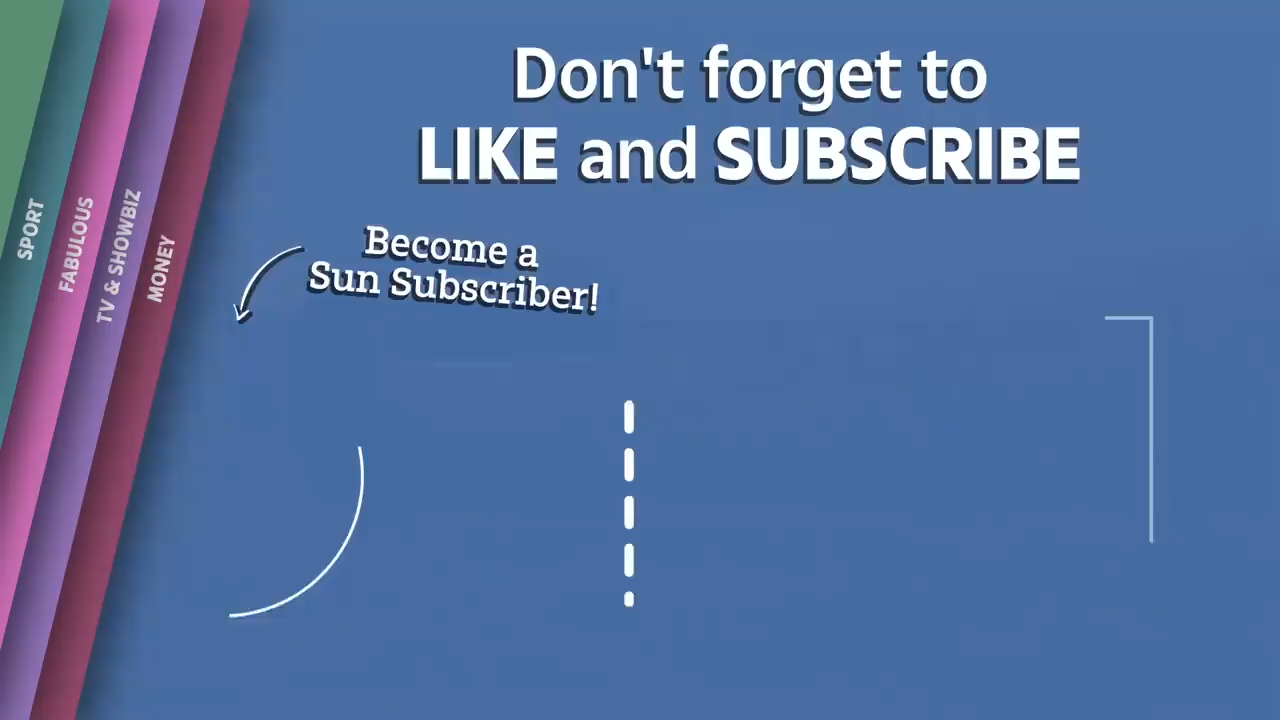 Don't forget to
LIKE and SUBSCRIBE
Become a
Sun Subscriber!
SPORT
FABULOUS
TV & SHOWBIZ
MONEY